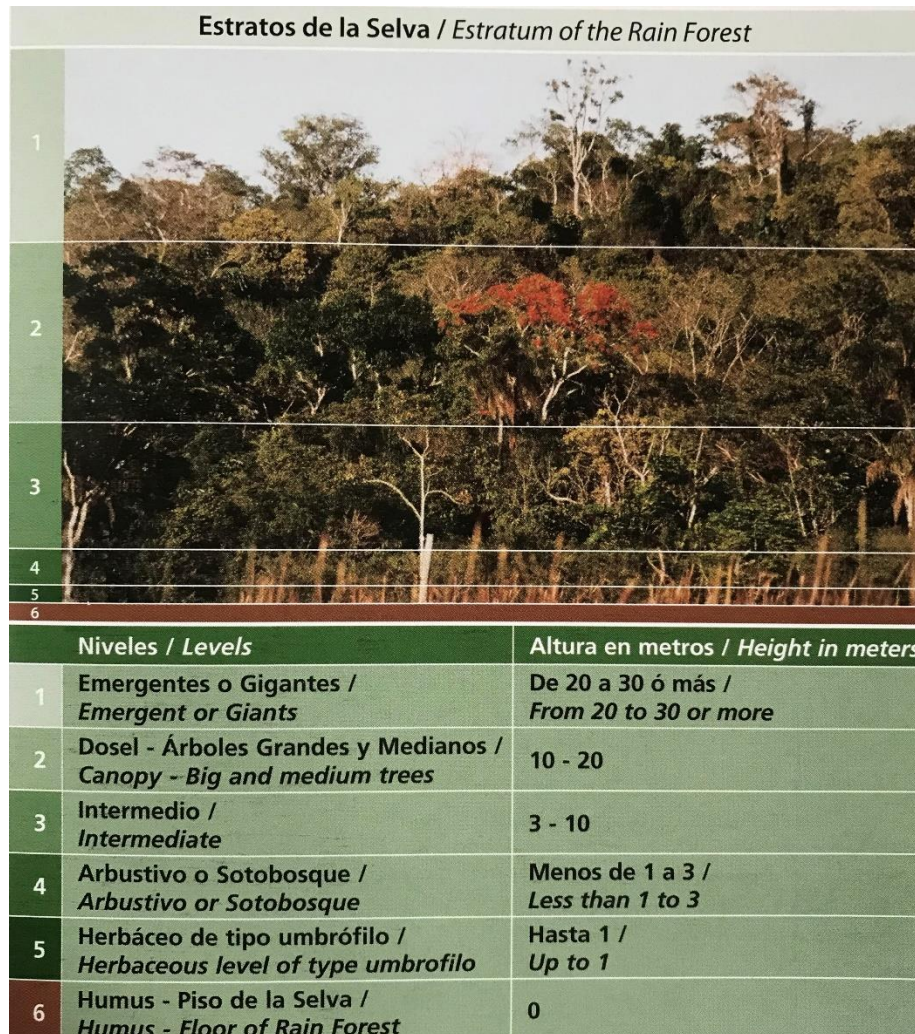 Estratos de la Selva / Estratum of the Rain Forest
1
2
3
4
5
6
Niveles / Levels
Altura en metros / Height in meters
1
Emergentes o Gigantes /
Emergent or Giants
De 20 a 30 ó más /
From 20 to 30 or more
2
Dosel - Árboles Grandes y Medianos /
Canopy - Big and medium trees
10 - 20
3
Intermedio /
Intermediate
3 - 10
4
Arbustivo o Sotobosque /
Arbustivo or Sotobosque
Menos de 1 a 3 /
Less than 1 to 3
5
Herbáceo de tipo umbrófilo /
Herbaceous level of type umbrofilo
Hasta 1 /
Up to 1
6
Humus - Piso de la Selva /
Humus - Floor of Rain Forest
0